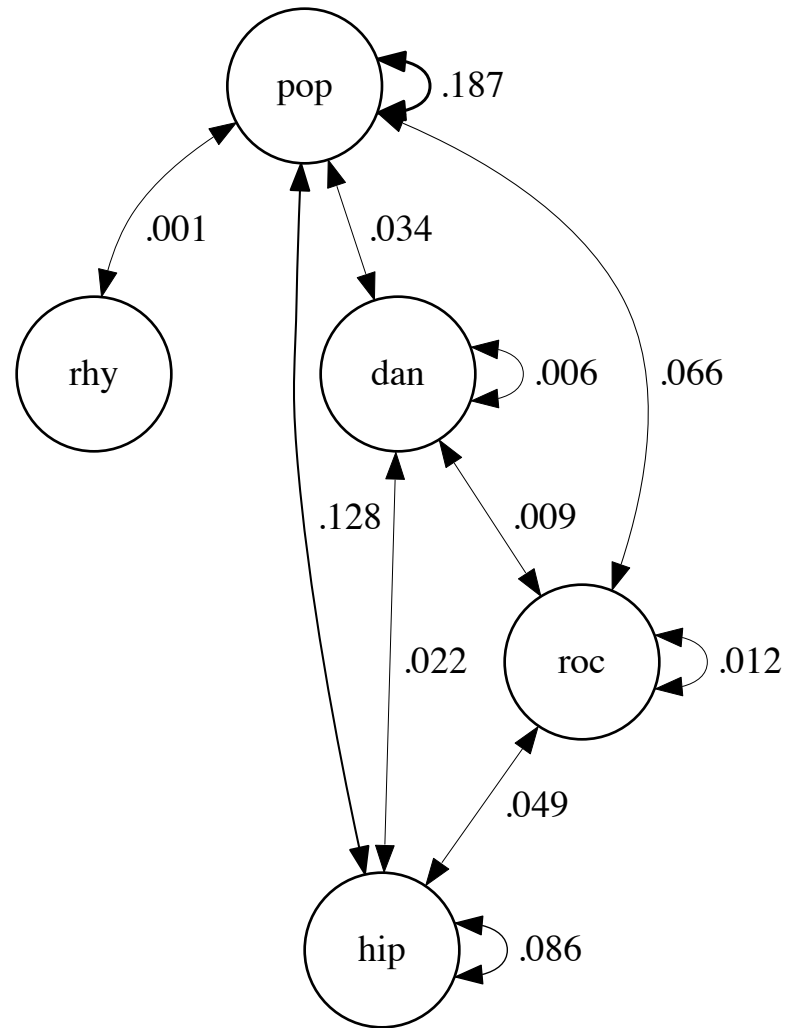 pop
.187
.001
.034
rhy
dan
.006
.066
.128
.009
.022
roc
.012
.049
hip
.086